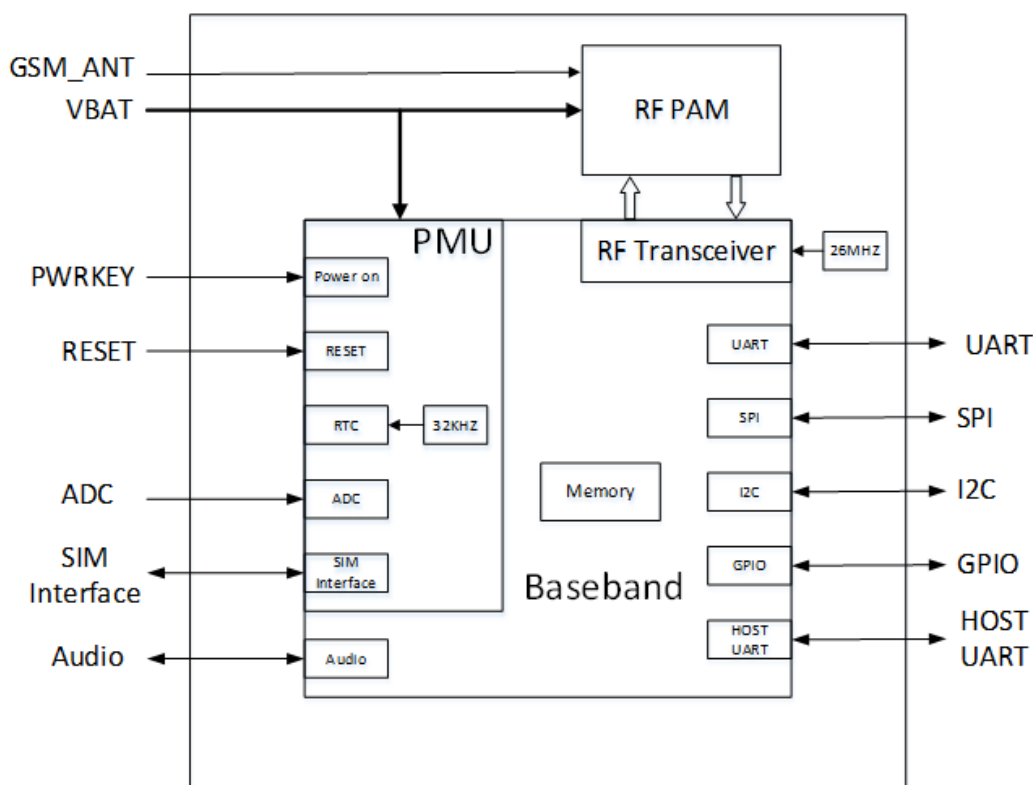 GSM_ANT
VBAT
RF PAM
PMU
RF Transceiver
26MHZ
PWRKEY
Power on
RESET
RESET
RTC
32KHZ
ADC
ADC
SIM
Interface
SIM
Interface
Audio
Audio
Memory
Baseband
UART
UART
SPI
SPI
I2C
I2C
GPIO
GPIO
HOST
UART
HOST
UART